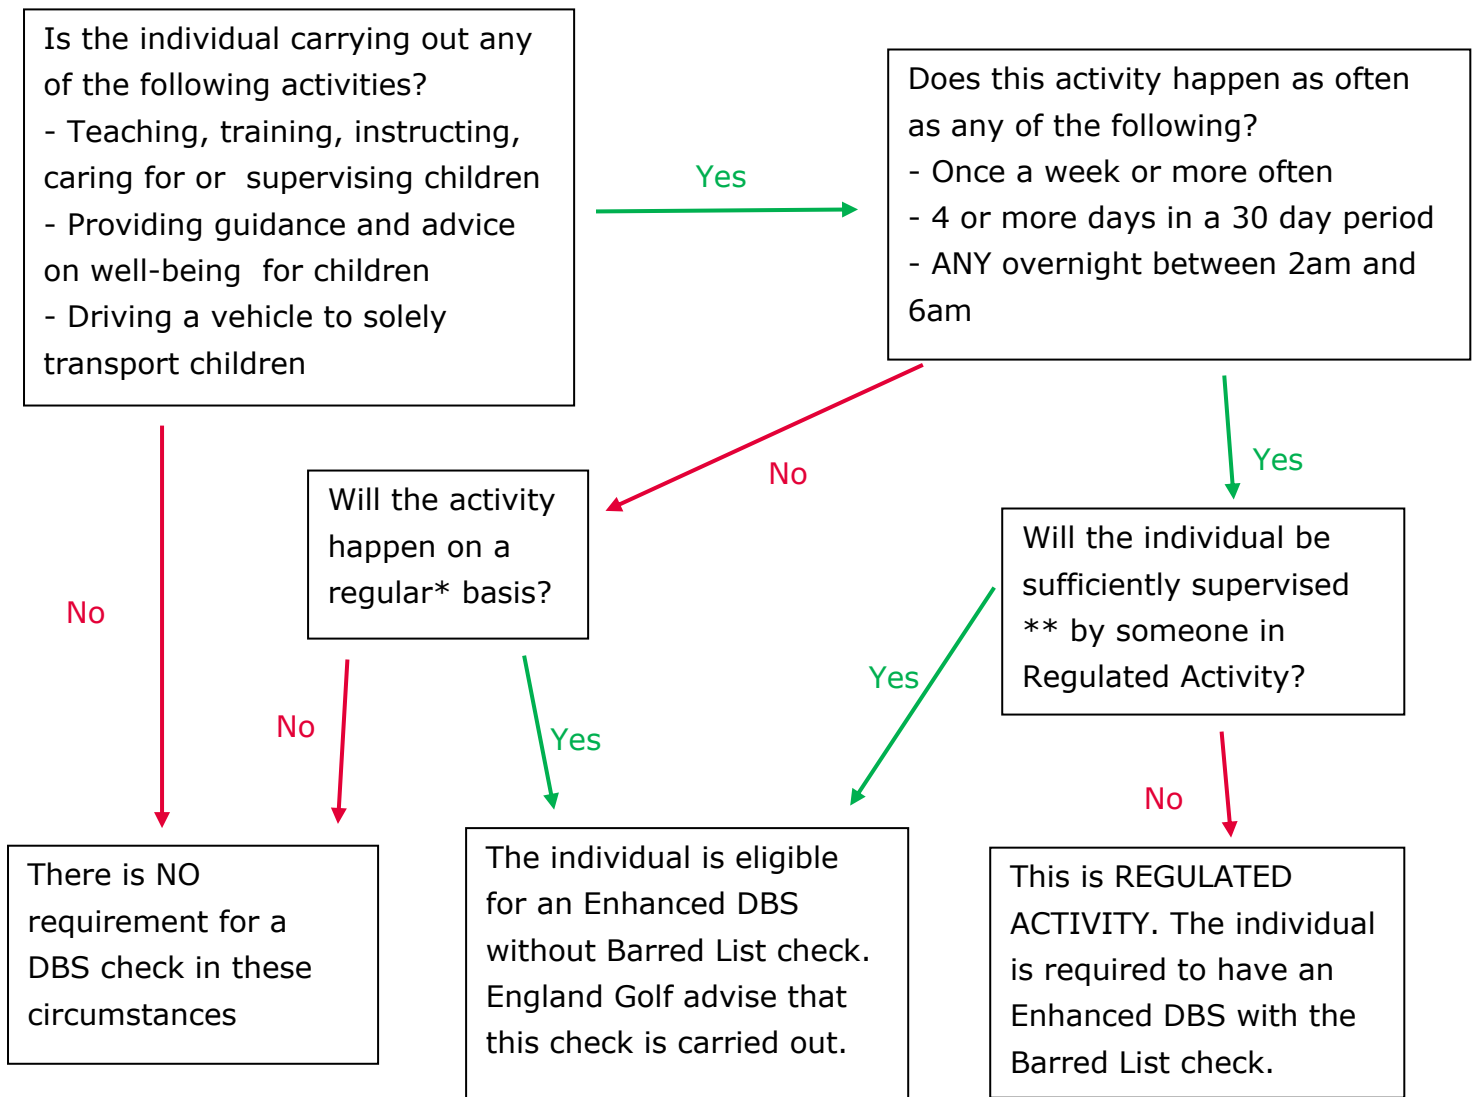 Is the individual carrying out any
of the following activities?
- Teaching, training, instructing,
caring for or supervising children
- Providing guidance and advice
on well-being for children
- Driving a vehicle to solely
transport children
Yes
Does this activity happen as often
as any of the following?
- Once a week or more often
- 4 or more days in a 30 day period
- ANY overnight between 2am and
6am
No
No
Yes
Will the activity
happen on a
regular* basis?
Will the individual be
sufficiently supervised
** by someone in
Regulated Activity?
No
Yes
Yes
No
There is NO
requirement for a
DBS check in these
circumstances
The individual is eligible
for an Enhanced DBS
without Barred List check.
England Golf advise that
this check is carried out.
This is REGULATED
ACTIVITY. The individual
is required to have an
Enhanced DBS with the
Barred List check.